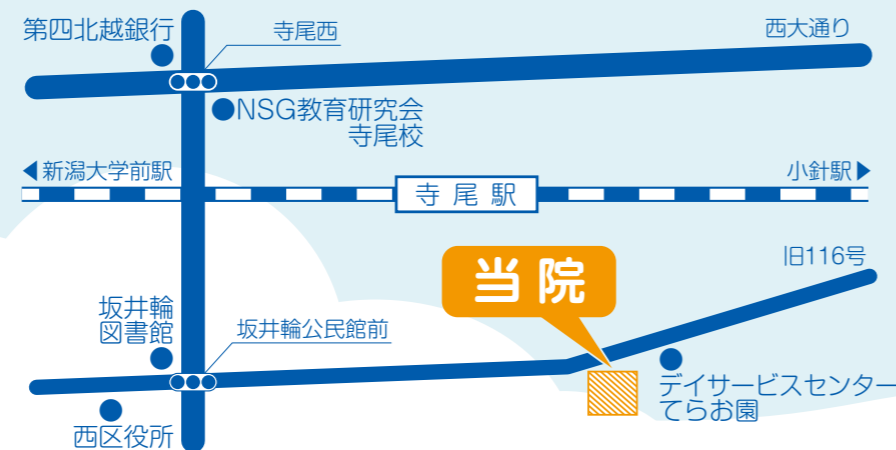 第四北越銀行
寺尾西
西大通り
NSG教育研究会
寺尾校
新潟大学前駅
小針駅
寺尾駅
旧116号
当院
坂井輪
図書館
坂井輪公民館前
デイサービスセンター
てらお園
西区役所